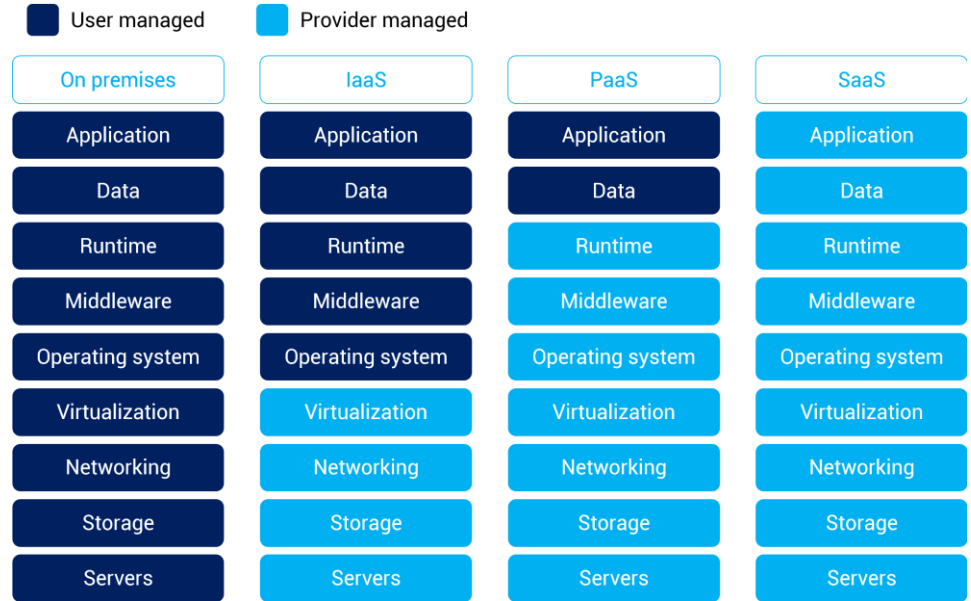 User managed Provider managed
On premises IaaS PaaS SaaS
Application Application Application Application
Data Data Data Data
Runtime Runtime Runtime Runtime
Middleware Middleware Middleware Middleware
Operating system Operating system Operating system Operating system
Virtualization Virtualization Virtualization Virtualization
Networking Networking Networking Networking
Storage Storage Storage Storage
Servers Servers Servers Servers